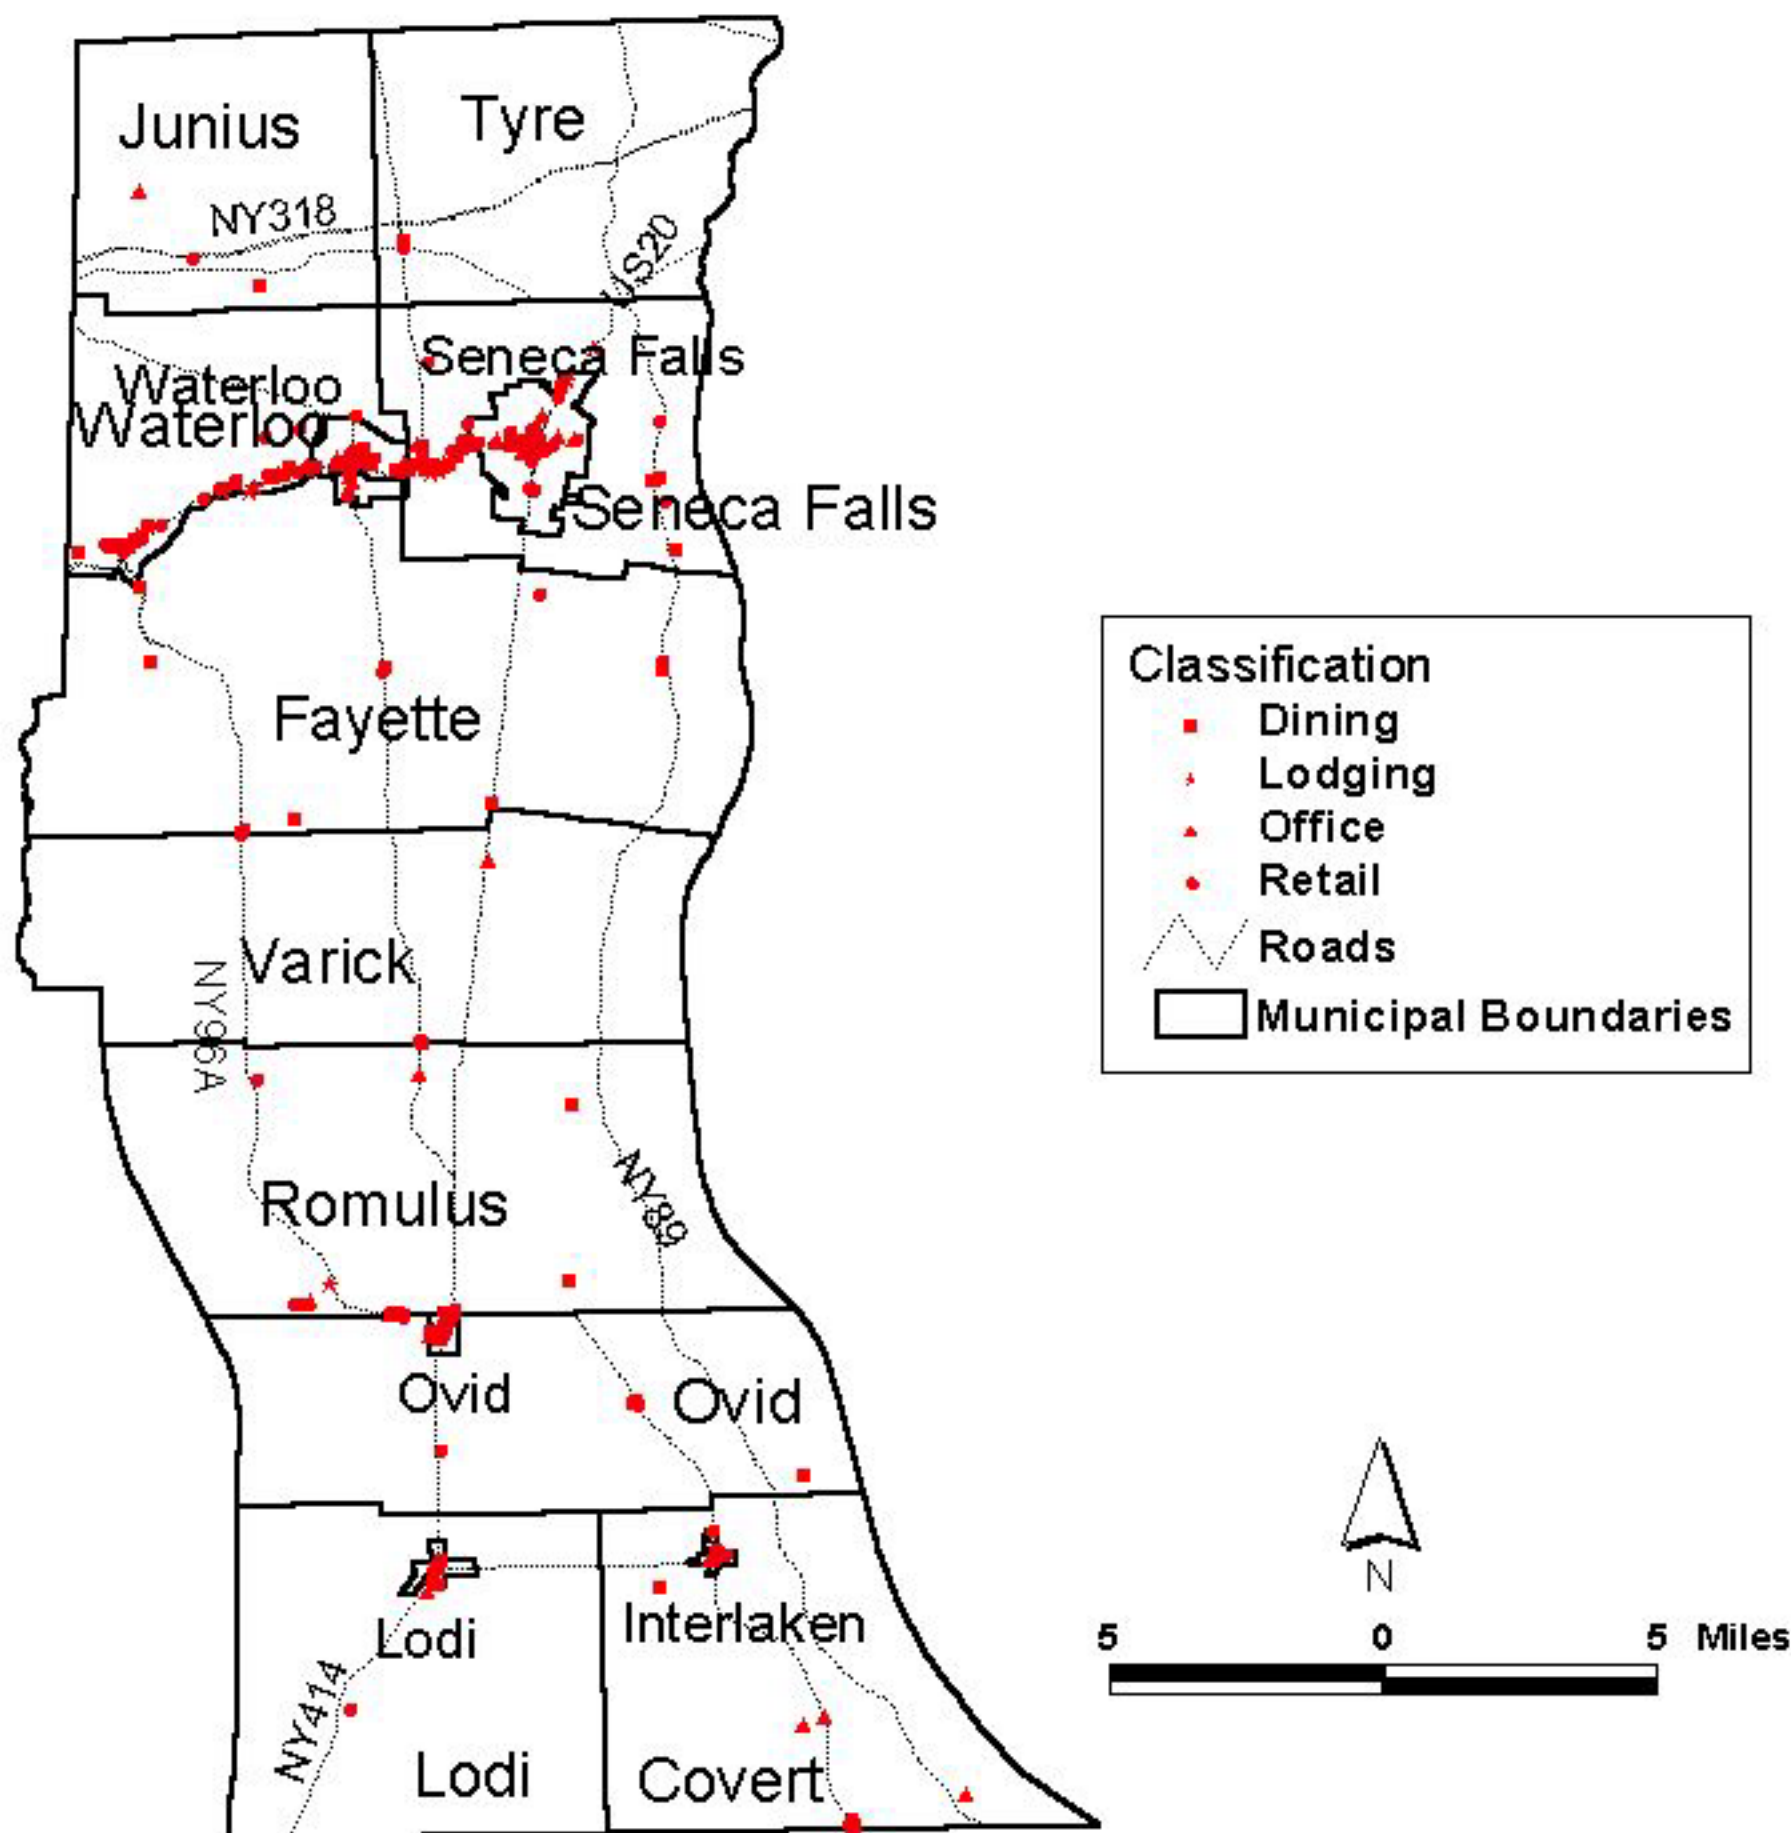 Junius
Tyre
NY318
US20
Seneca Falls
Waterloo
Waterloo
Seneca Falls
Fayette
Classification
Dining
Lodging
Office
Retail
Roads
Municipal Boundaries
Varick
NY96A
Romulus
NY89
Ovid
Ovid
N
Interlaken
Lodi
5 0 5 Miles
NY414
Lodi
Covert